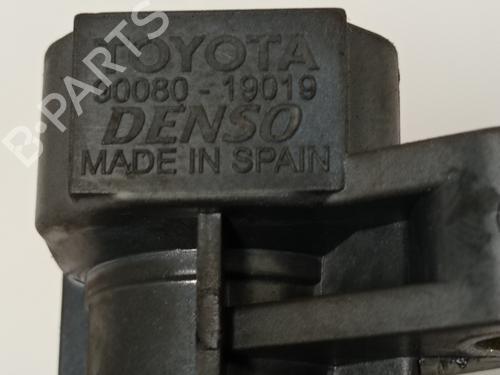 TOYOTA
90080-19019
DENSO
MADE IN SPAIN
B-PARTS